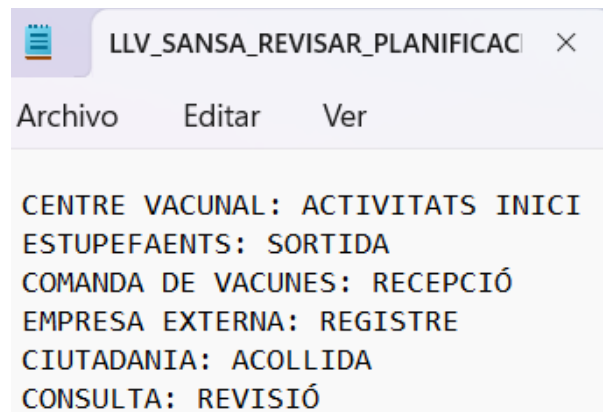 LLV_SANSA_REVISAR_PLANIFICAC
Archivo Editar Ver
CENTRE VACUNAL: ACTIVITATS INICI
ESTUPEFAENTS: SORTIDA
COMANDA DE VACUNES: RECEPCIÓ
EMPRESA EXTERNA: REGISTRE
CIUTADANIA: ACOLLIDA
CONSULTA: REVISIÓ